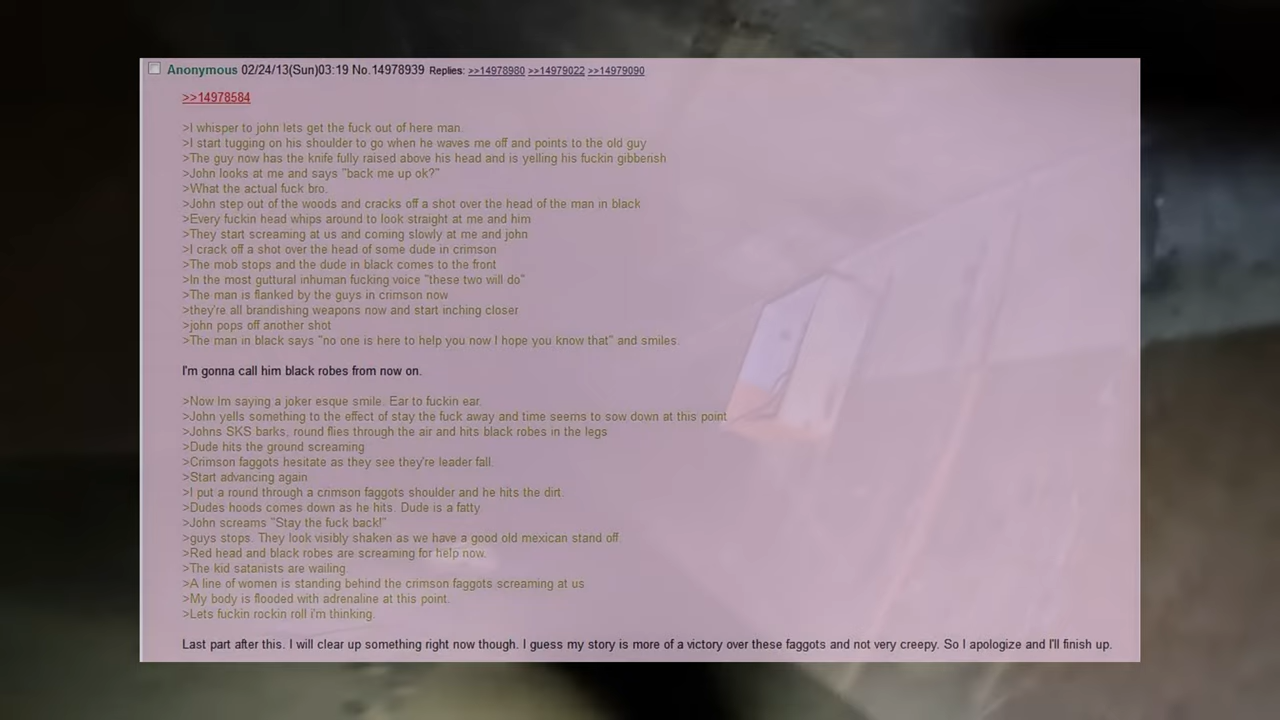 Anonymous 02/24/13(Sun)03:19 No.14978939 Replies: >>14978980 >>14979022 >>14979090
>>14978584
>I whisper to john lets get the fuck out of here man.
>I start tugging on his shoulder to go when he waves me off and points to the old guy
>The guy now has the knife fully raised above his head and is yelling his fuckin gibberish
>John looks at me and says "back me up ok?"
>What the actual fuck bro.
>John step out of the woods and cracks off a shot over the head of the man in black
>Every fuckin head whips around to look straight at me and him
>They start screaming at us and coming slowly at me and john
>I crack off a shot over the head of some dude in crimson
>The mob stops and the dude in black comes to the front
>In the most guttural inhuman fucking voice "these two will do"
>The man is flanked by the guys in crimson now
>they're all brandishing weapons now and start inching closer
>john pops off another shot
>The man in black says "no one is here to help you now I hope you know that" and smiles.
I'm gonna call him black robes from now on.
>Now Im saying a joker esque smile. Ear to fuckin ear.
>John yells something to the effect of stay the fuck away and time seems to sow down at this point
>Johns SKS barks, round flies through the air and hits black robes in the legs
>Dude hits the ground screaming
>Crimson faggots hesitate as they see they're leader fall.
>Start advancing again
>I put a round through a crimson faggots shoulder and he hits the dirt.
>Dudes hoods comes down as he hits. Dude is a fatty
>John screams "Stay the fuck back!"
>guys stops. They look visibly shaken as we have a good old mexican stand off
>Red head and black robes are screaming for help now.
>The kid satanists are wailing.
>A line of women is standing behind the crimson faggots screaming at us
>My body is flooded with adrenaline at this point.
>Lets fuckin rockin roll i'm thinking.
Last part after this. I will clear up something right now though. I guess my story is more of a victory over these faggots and not very creepy. So I apologize and I'll finish up.